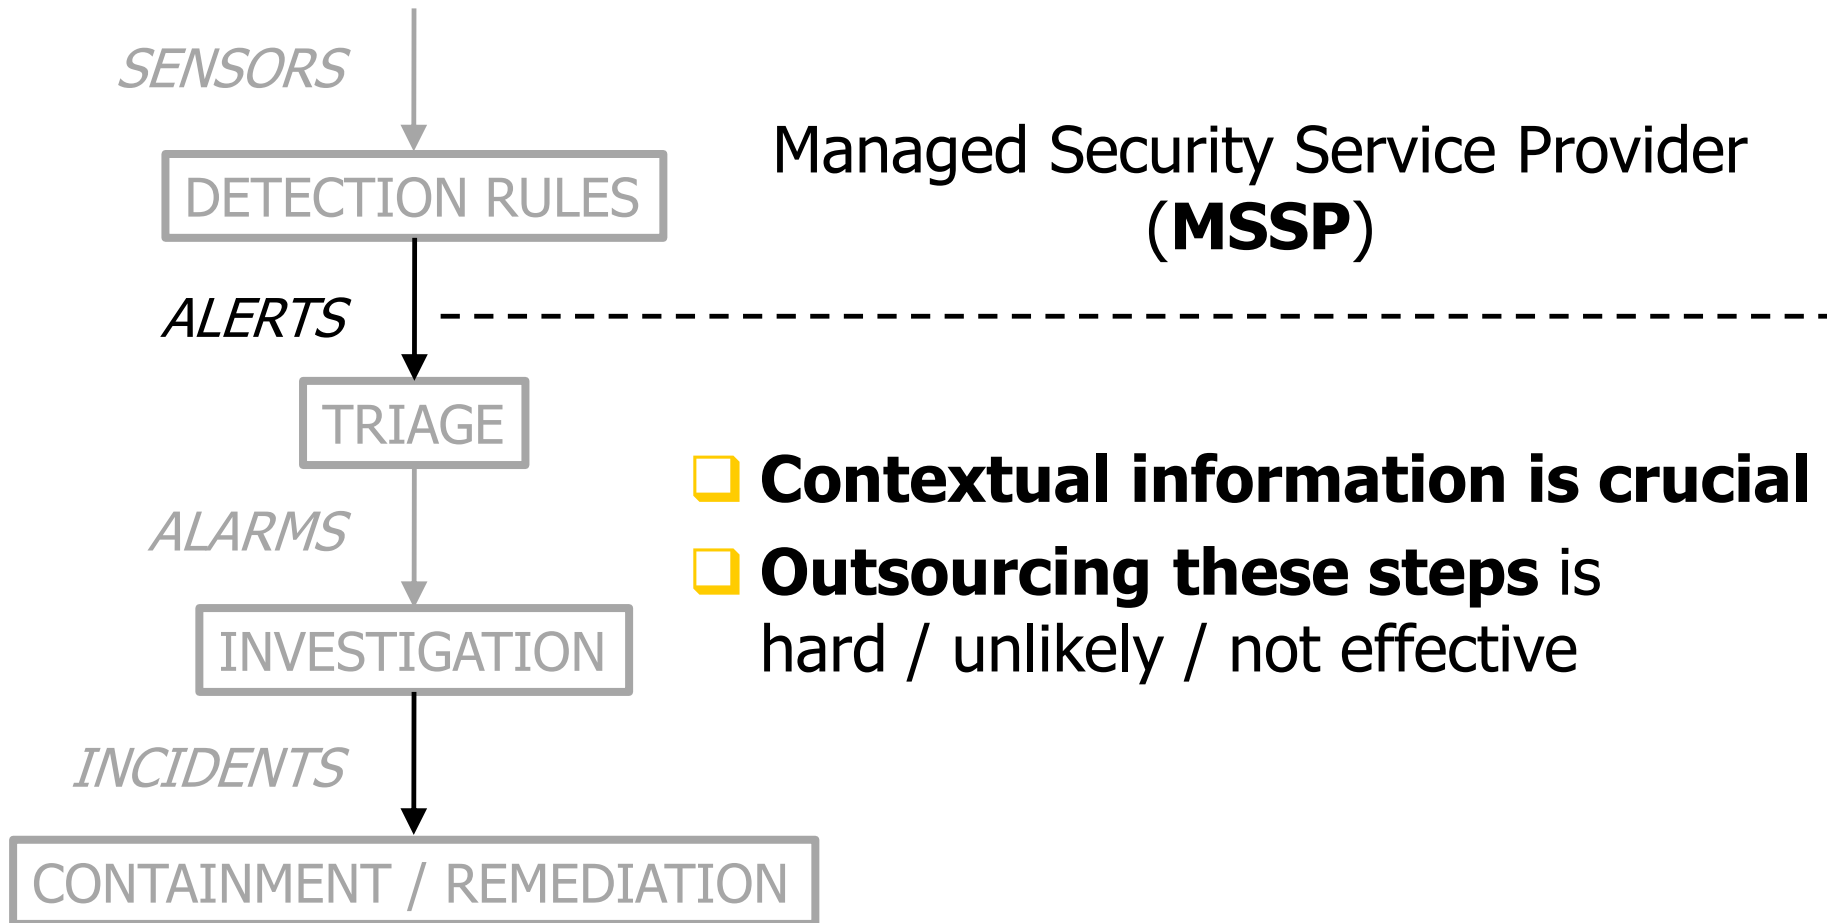 SENSORS
DETECTION RULES
Managed Security Service Provider
(MSSP)
ALERTS
TRIAGE
Contextual information is crucial
ALARMS
Outsourcing these steps is
hard / unlikely / not effective
INVESTIGATION
INCIDENTS
CONTAINMENT / REMEDIATION